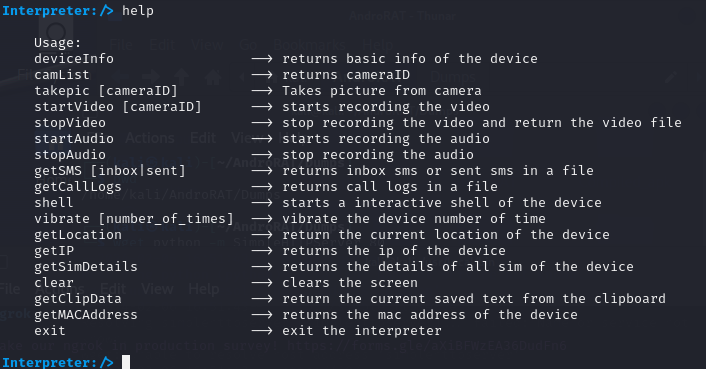 Interpreter:/> help
Usage:
deviceInfo --> returns basic info of the device
camList --> returns cameraID
takepic [cameraID] --> Takes picture from camera
startVideo [cameraID] --> starts recording the video
stopVideo --> stop recording the video and return the video file
startAudio --> starts recording the audio
stopAudio --> stop recording the audio
getSMS [inbox|sent] --> returns inbox sms or sent sms in a file
getCallLogs --> returns call logs in a file
shell --> starts a interactive shell of the device
vibrate [number_of_times] --> vibrate the device number of time
getLocation --> return the current location of the device
getIP --> returns the ip of the device
getSimDetails --> returns the details of all sim of the device
clear --> clears the screen
getClipData --> return the current saved text from the clipboard
getMACAddress --> returns the mac address of the device
exit --> exit the interpreter
Interpreter:/>